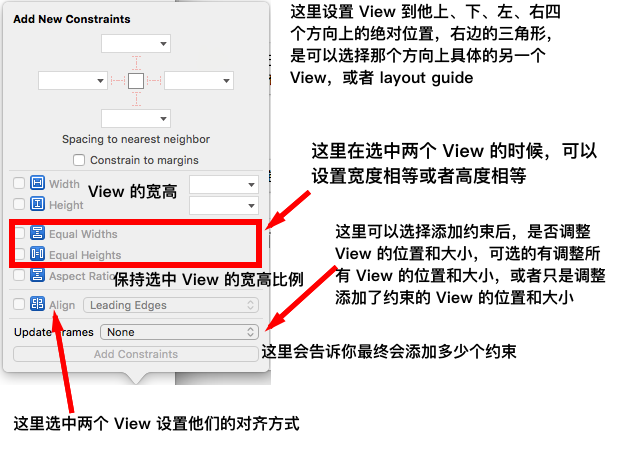 Add New Constraints
Spacing to nearest neighbor
Constrain to margins
Width
Height
View 的宽高
Equal Widths
Equal Heights
Aspect Ratio
保持选中 View 的宽高比例
Align
Leading Edges
Update Frames
None
Add Constraints
这里设置 View 到他上、下、左、右四
个方向上的绝对位置，右边的三角形，
是可以选择那个方向上具体的另一个
View，或者 layout guide
这里在选中两个 View 的时候，可以
设置宽度相等或者高度相等
这里可以选择添加约束后，是否调整
View 的位置和大小，可选的有调整所
有 View 的位置和大小，或者只是调整
添加了约束的 View 的位置和大小
这里会告诉你最终会添加多少个约束
这里选中两个 View 设置他们的对齐方式